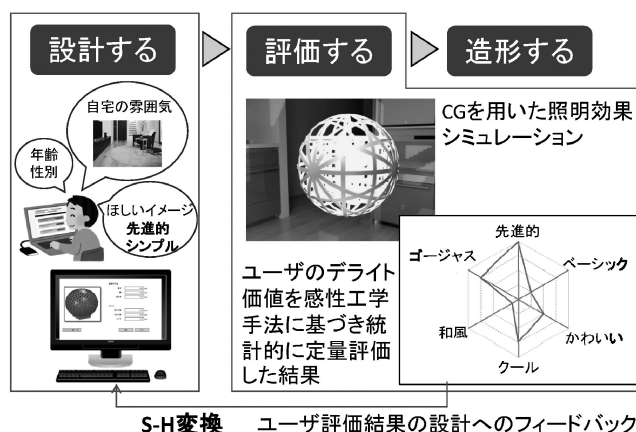 設計する
評価する
造形する
自宅の雰囲気
年齢
性別
ほしいイメージ
先進的
シンプル
CGを用いた照明効果
シミュレーション
ユーザのデライト
価値を感性工学
手法に基づき統
計的に定量評価
した結果
先進的
ゴージャス
ベーシック
和風
かわいい
クール
S-H変換 ユーザ評価結果の設計へのフィードバック